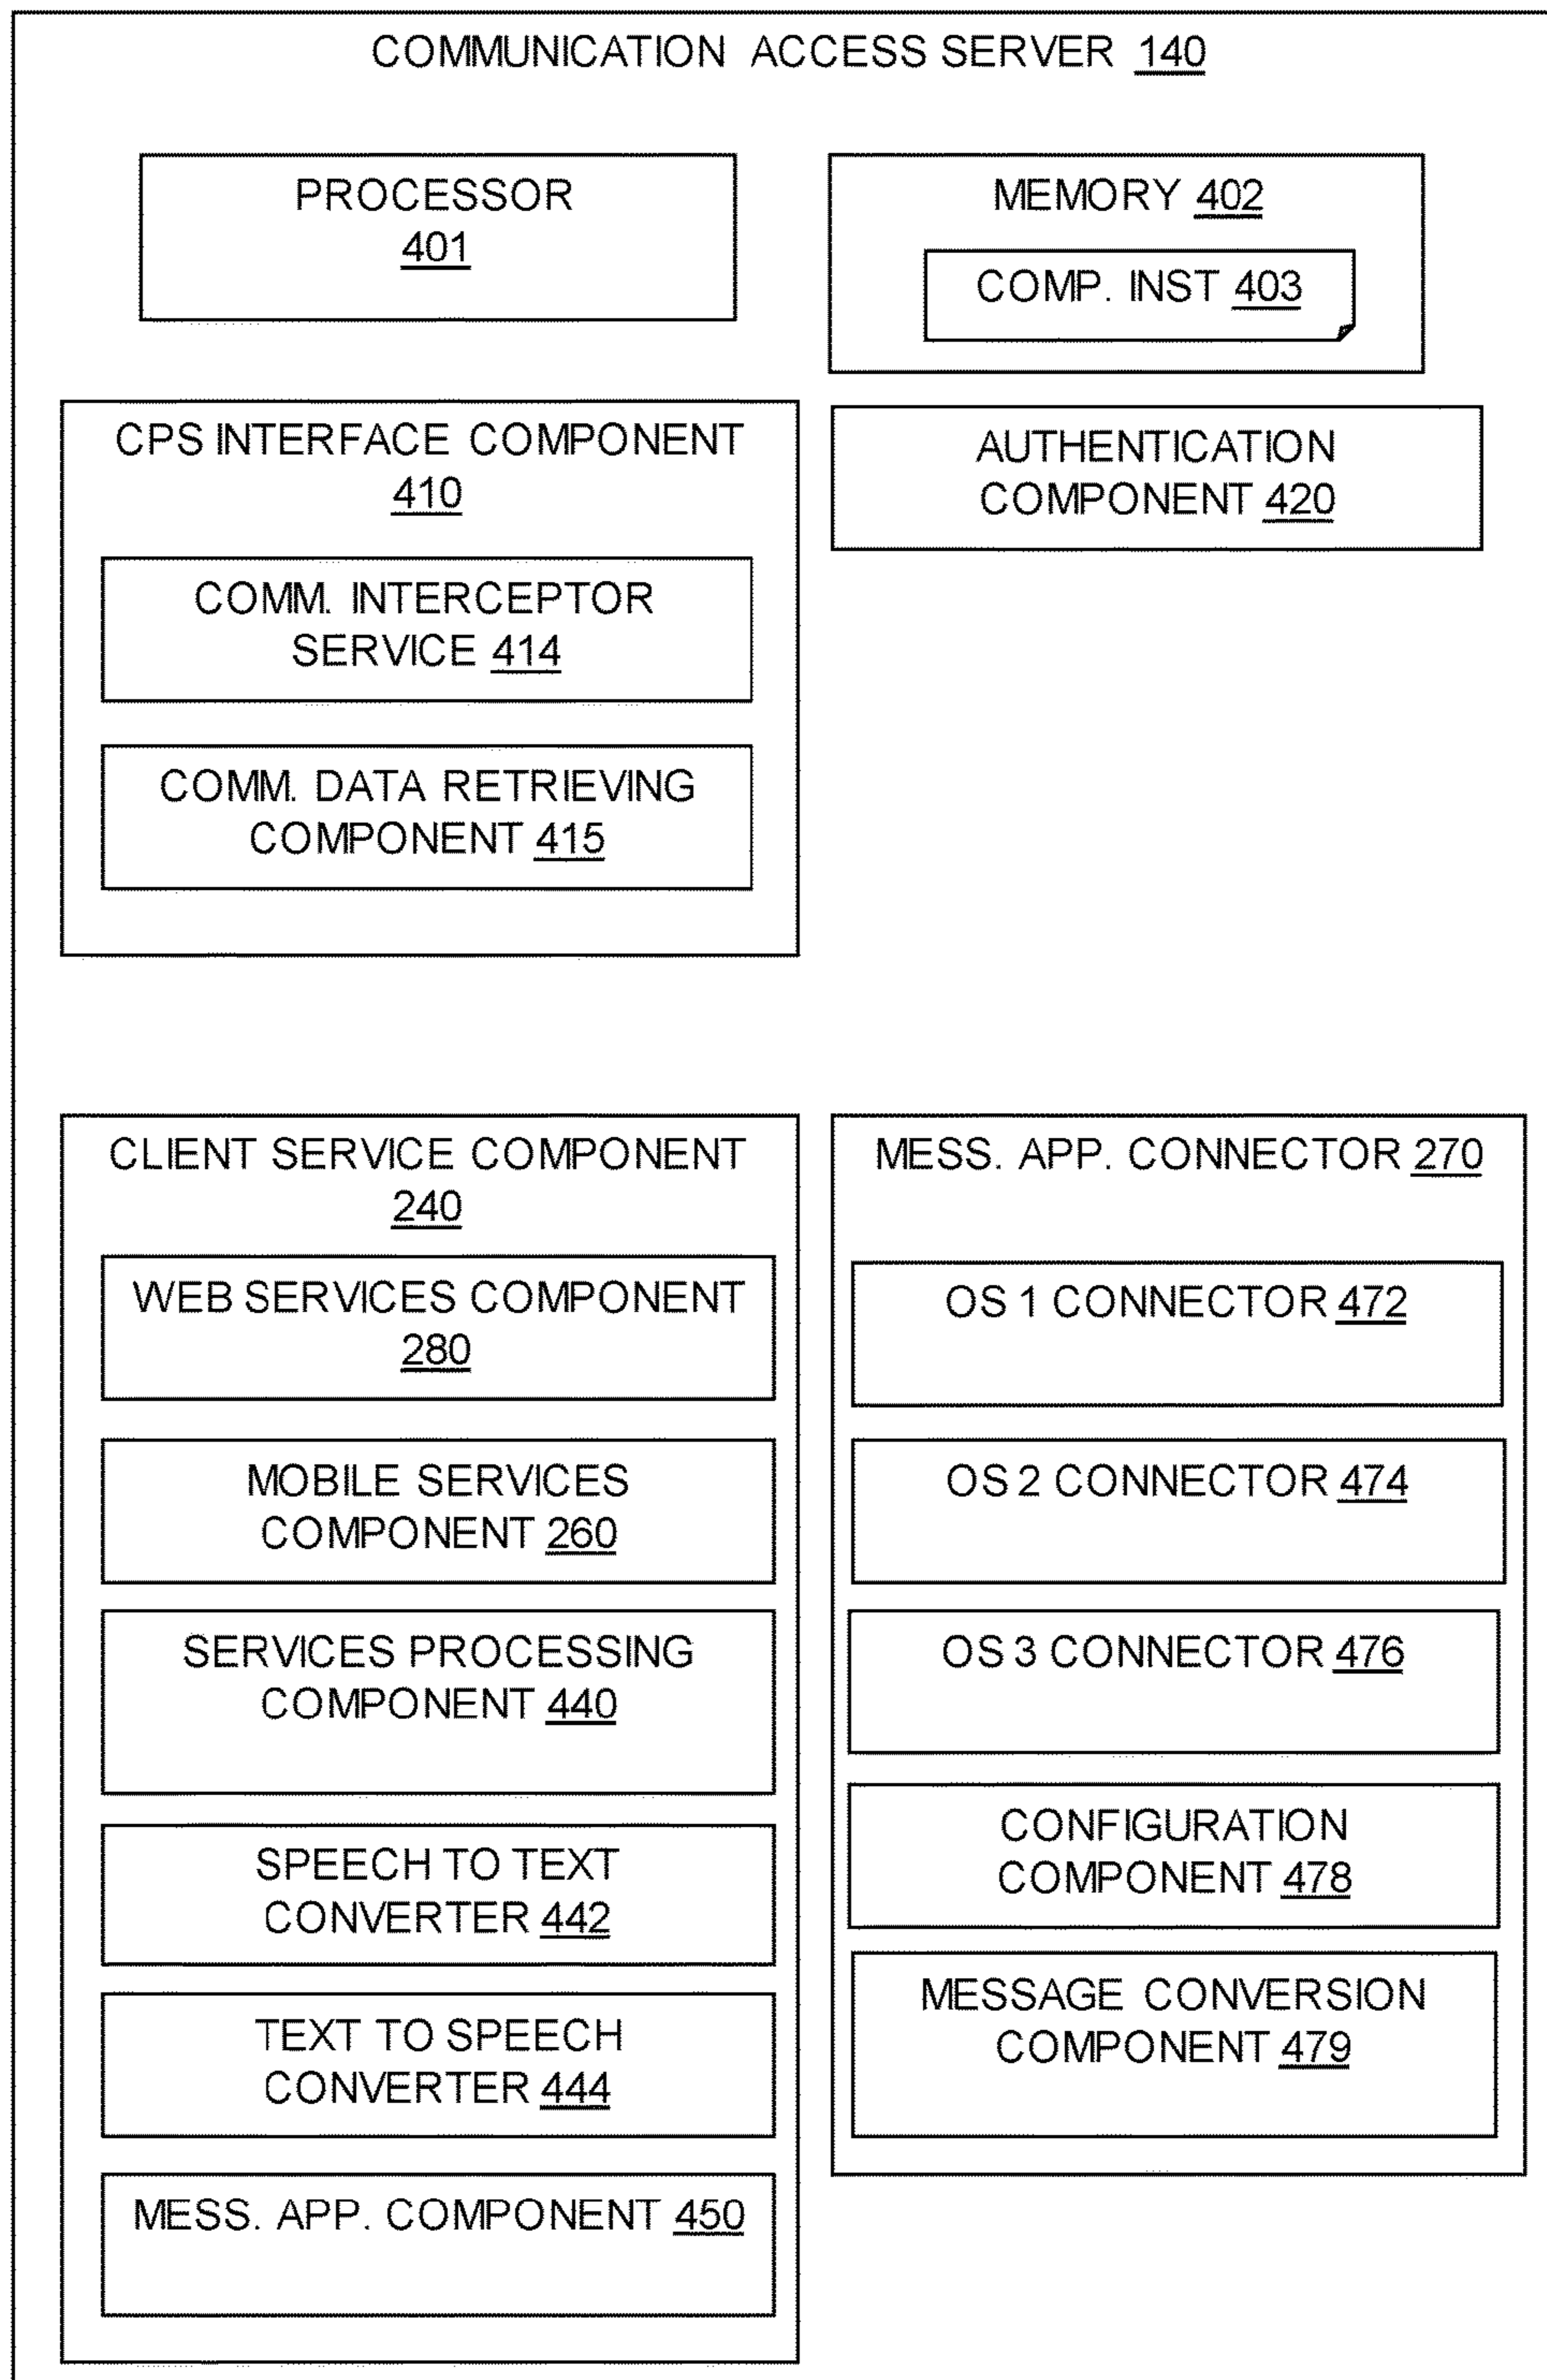 COMMUNICATION ACCESS SERVER 140
PROCESSOR
401
MEMORY 402
COMP. INST 403
CPS INTERFACE COMPONENT
410
COMM. INTERCEPTOR
SERVICE 414
COMM. DATA RETRIEVING
COMPONENT 415
AUTHENTICATION
COMPONENT 420
CLIENT SERVICE COMPONENT
240
WEB SERVICES COMPONENT
280
MOBILE SERVICES
COMPONENT 260
SERVICES PROCESSING
COMPONENT 440
SPEECH TO TEXT
CONVERTER 442
TEXT TO SPEECH
CONVERTER 444
MESS. APP. COMPONENT 450
MESS. APP. CONNECTOR 270
OS 1 CONNECTOR 472
OS 2 CONNECTOR 474
OS 3 CONNECTOR 476
CONFIGURATION
COMPONENT 478
MESSAGE CONVERSION
COMPONENT 479